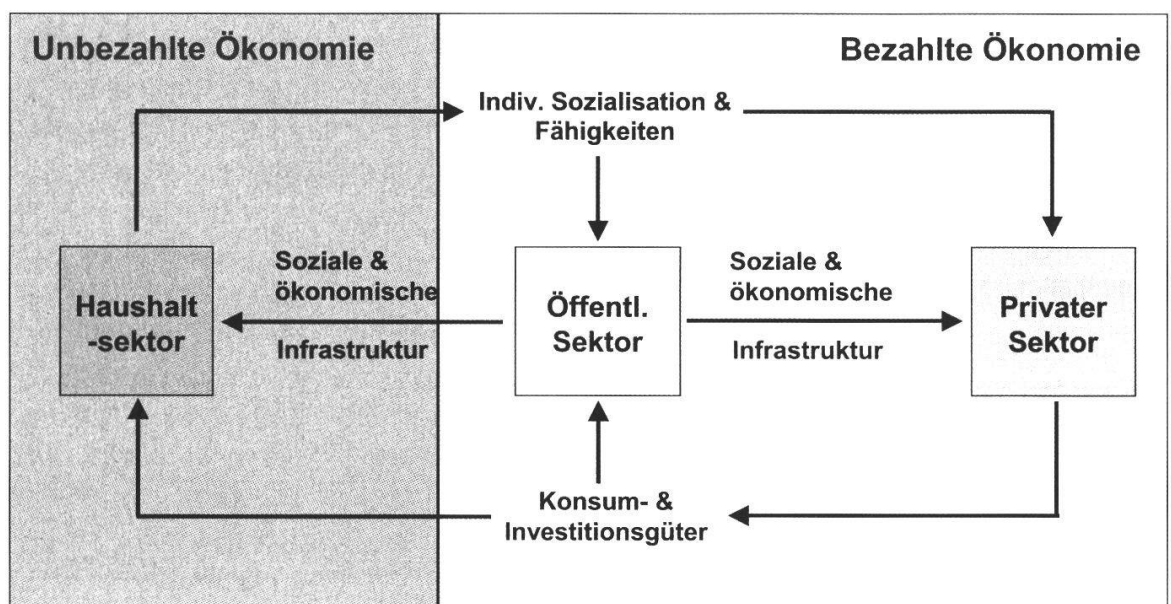 Unbezahlte Ökonomie
Bezahlte Ökonomie
Indiv. Sozialisation &
Fähigkeiten
Haushalt
-sektor
Soziale &
ökonomische
Infrastruktur
Öffentl.
Sektor
Soziale &
ökonomische
Infrastruktur
Privater
Sektor
Konsum- &
Investitionsgüter